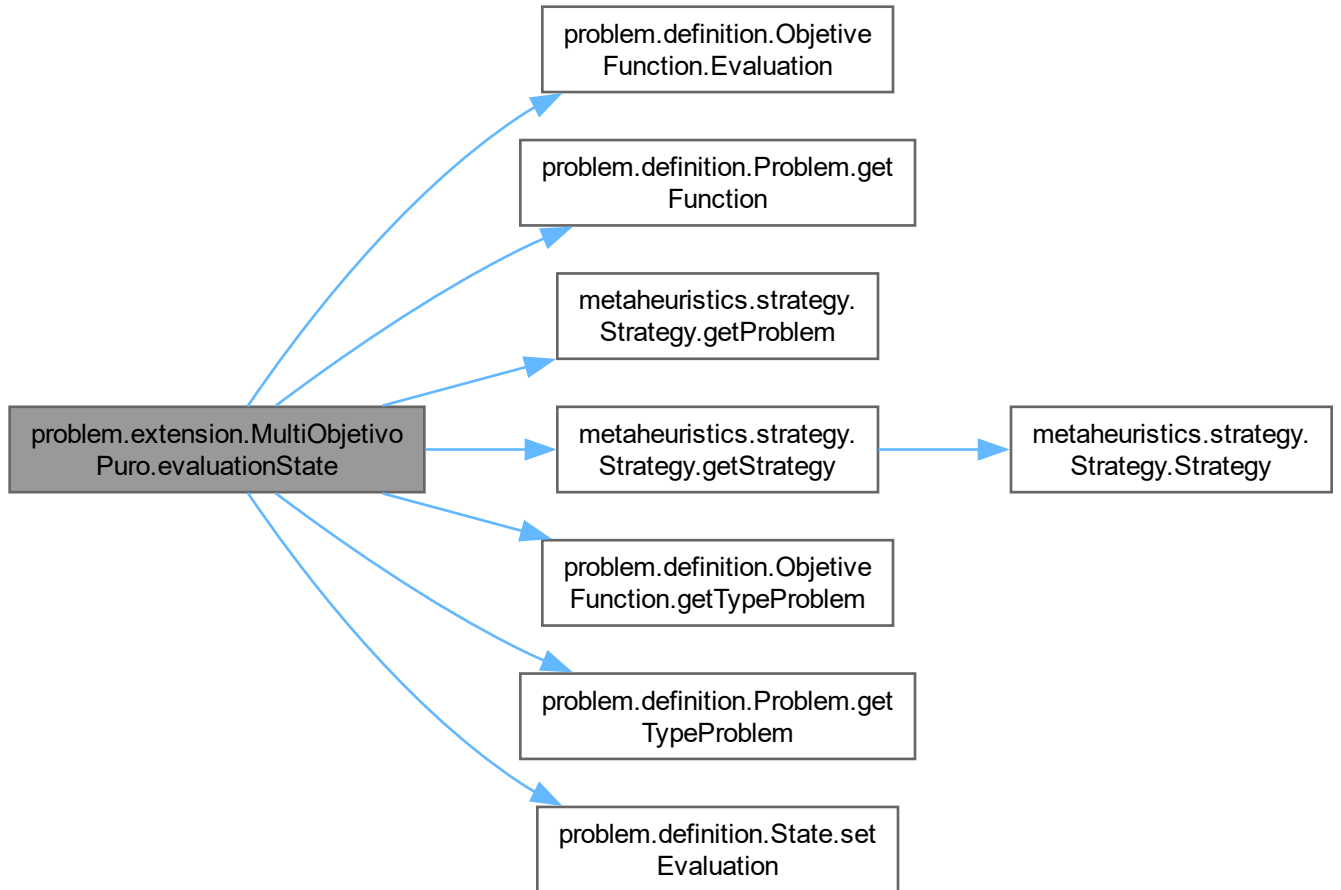 problem.definition.Objetive
Function.Evaluation
problem.definition.Problem.get
Function
metaheuristics.strategy.
Strategy.getProblem
problem.extension.MultiObjetivo
Puro.evaluationState
metaheuristics.strategy.
Strategy.getStrategy
metaheuristics.strategy.
Strategy.Strategy
problem.definition.Objetive
Function.getTypeProblem
problem.definition.Problem.get
TypeProblem
problem.definition.State.set
Evaluation